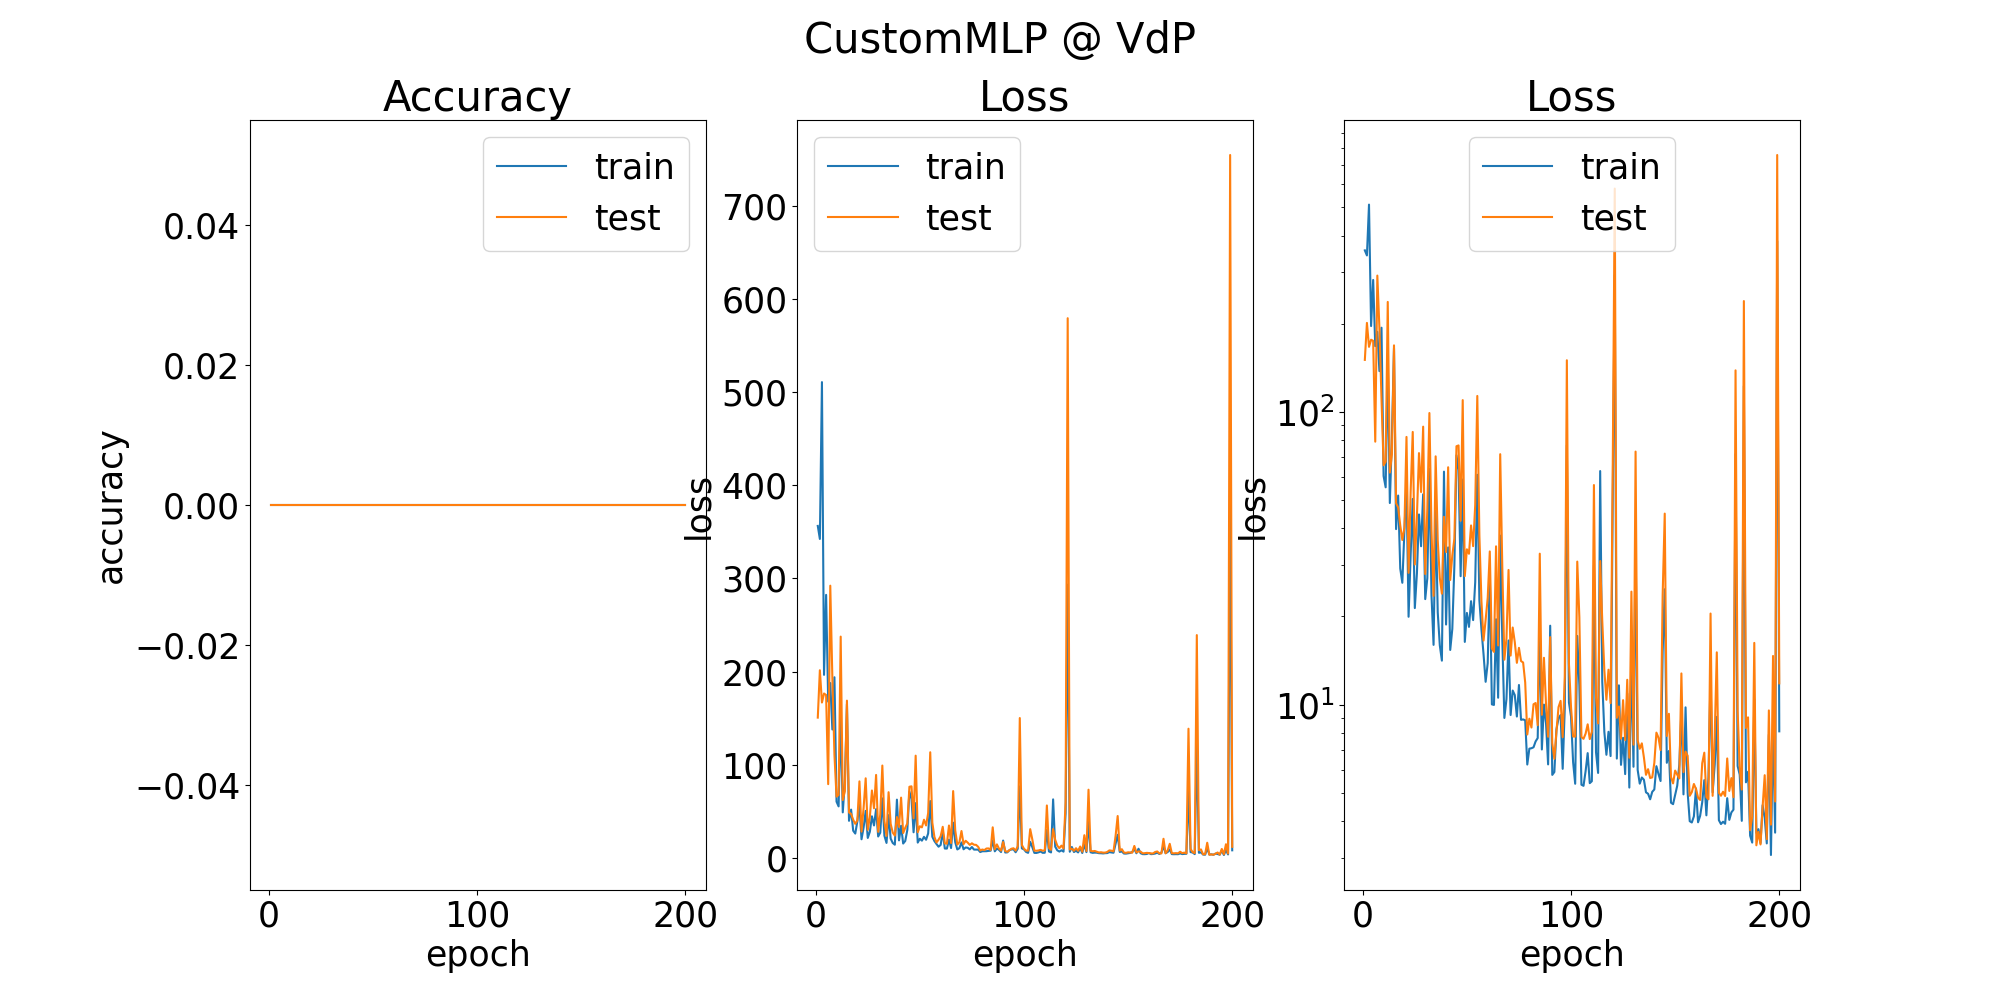 CustomMLP @ VdP
Accuracy
train
test
0.04
0.02
0.00
−0.02
−0.04
accuracy
0 100 200
epoch
Loss
train
test
700
600
500
400
300
200
100
0
loss
0 100 200
epoch
Loss
train
test
10²
10¹
loss
0 100 200
epoch